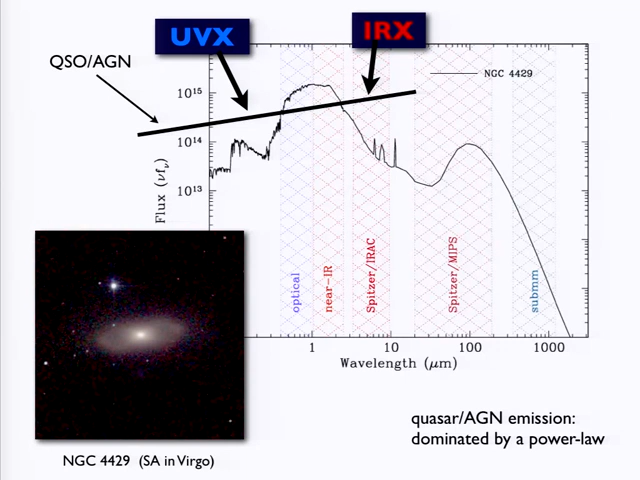 UVX
IRX
QSO/AGN
NGC 4429
10¹⁵
10¹⁴
10¹³
Flux (νfν)
optical
near-IR
Spitzer/IRAC
Spitzer/MIPS
submm
1
10
100
1000
Wavelength (μm)
quasar/AGN emission:
dominated by a power-law
NGC 4429 (SA in Virgo)